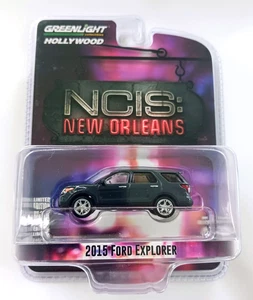 GREENLIGHT
HOLLYWOOD
NCIS:
NEW ORLEANS
2015 FORD EXPLORER